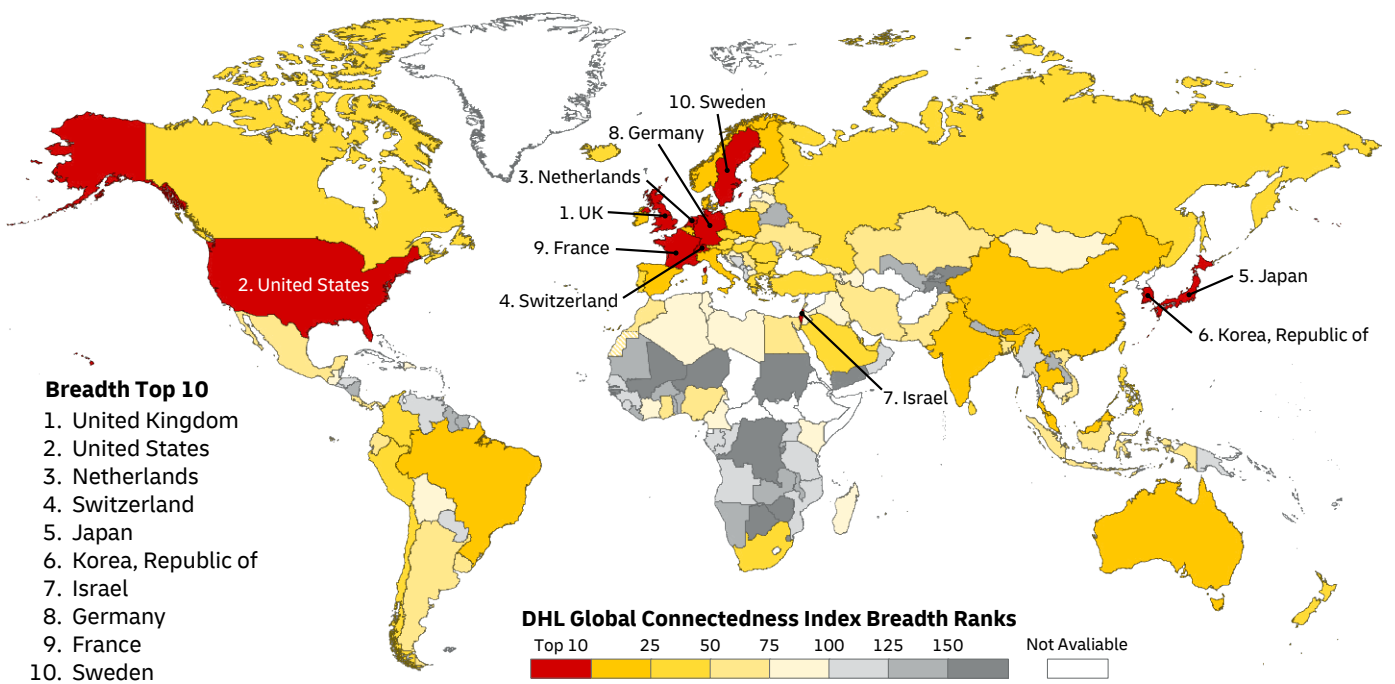 10. Sweden
8. Germany
3. Netherlands
1. UK
9. France
4. Switzerland
2. United States
5. Japan
6. Korea, Republic of
7. Israel
Breadth Top 10
1. United Kingdom
2. United States
3. Netherlands
4. Switzerland
5. Japan
6. Korea, Republic of
7. Israel
8. Germany
9. France
10. Sweden
DHL Global Connectedness Index Breadth Ranks
Top 10 25 50 75 100 125 150 Not Avaliable